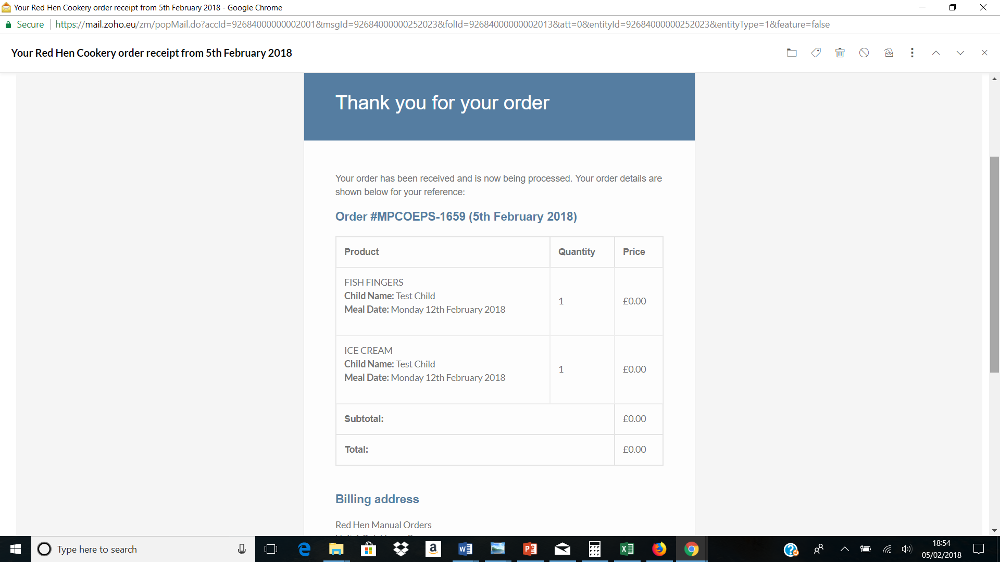 Your Red Hen Cookery order receipt from 5th February 2018 - Google Chrome
Secure https://mail.zoho.eu/zm/popMail.do?accId=92684000000002001&msgId=92684000000252023&folId=92684000000002013&att=0&entityId=92684000000252023&entityType=1&feature=false
Your Red Hen Cookery order receipt from 5th February 2018
Thank you for your order
Your order has been received and is now being processed. Your order details are
shown below for your reference:
Order #MPCOEPS-1659 (5th February 2018)
Product Quantity Price
FISH FINGERS
Child Name: Test Child
Meal Date: Monday 12th February 2018
1 £0.00
ICE CREAM
Child Name: Test Child
Meal Date: Monday 12th February 2018
1 £0.00
Subtotal: £0.00
Total: £0.00
Billing address
Red Hen Manual Orders
Type here to search
18:54
05/02/2018